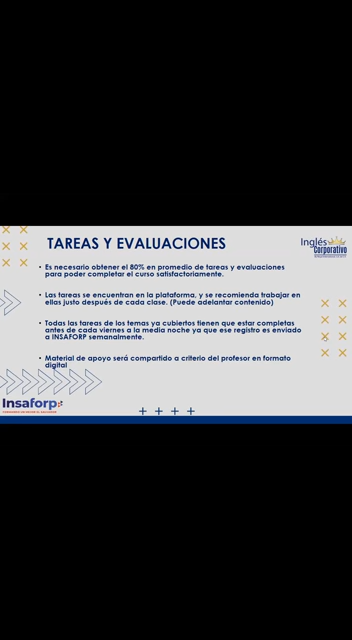 TAREAS Y EVALUACIONES
Inglés
Corporativo
• Es necesario obtener el 80% en promedio de tareas y evaluaciones
para poder completar el curso satisfactoriamente.
• Las tareas se encuentran en la plataforma, y se recomienda trabajar en
ellas justo después de cada clase. (Puede adelantar contenido)
• Todas las tareas de los temas ya cubiertos tienen que estar completas
antes de cada viernes a la media noche ya que ese registro es enviado
a INSAFORP semanalmente.
• Material de apoyo será compartido a criterio del profesor en formato
digital
Insaforp